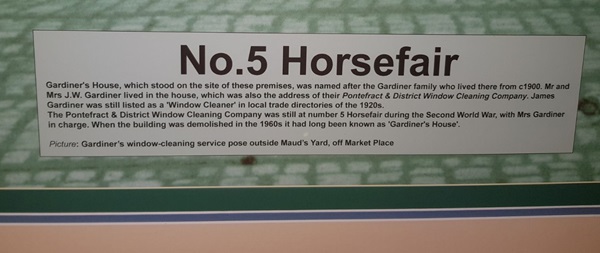 No.5 Horsefair
Gardiner's House, which stood on the site of these premises, was named after the Gardiner family who lived there from c1900. Mr and
Mrs J.W. Gardiner lived in the house, which was also the address of their Pontefract & District Window Cleaning Company. James
Gardiner was still listed as a 'Window Cleaner' in local trade directories of the 1920s.
The Pontefract & District Window Cleaning Company was still at number 5 Horsefair during the Second World War, with Mrs Gardiner
in charge. When the building was demolished in the 1960s it had long been known as 'Gardiner's House'.
Picture: Gardiner's window-cleaning service pose outside Maud's Yard, off Market Place